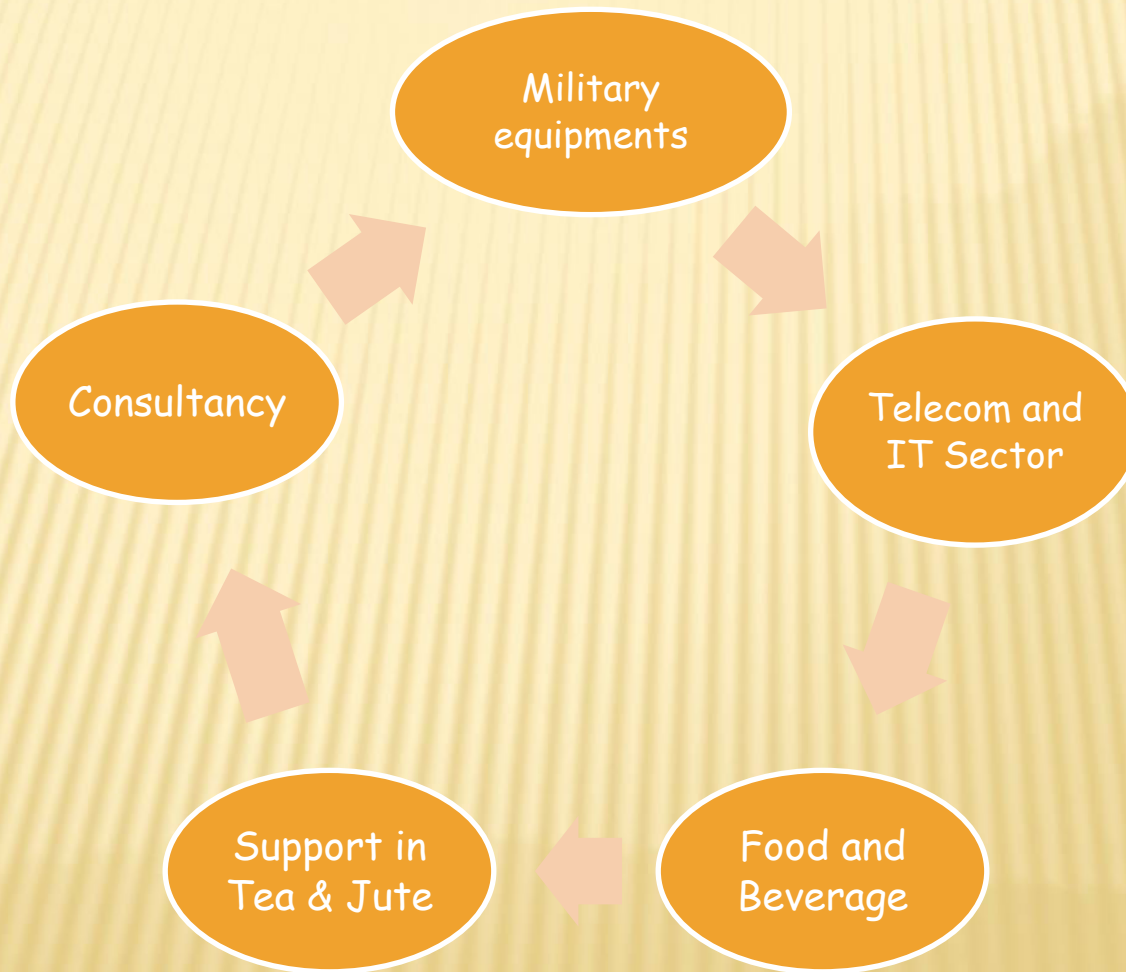 Military
equipments
Telecom and
IT Sector
Food and
Beverage
Support in
Tea & Jute
Consultancy